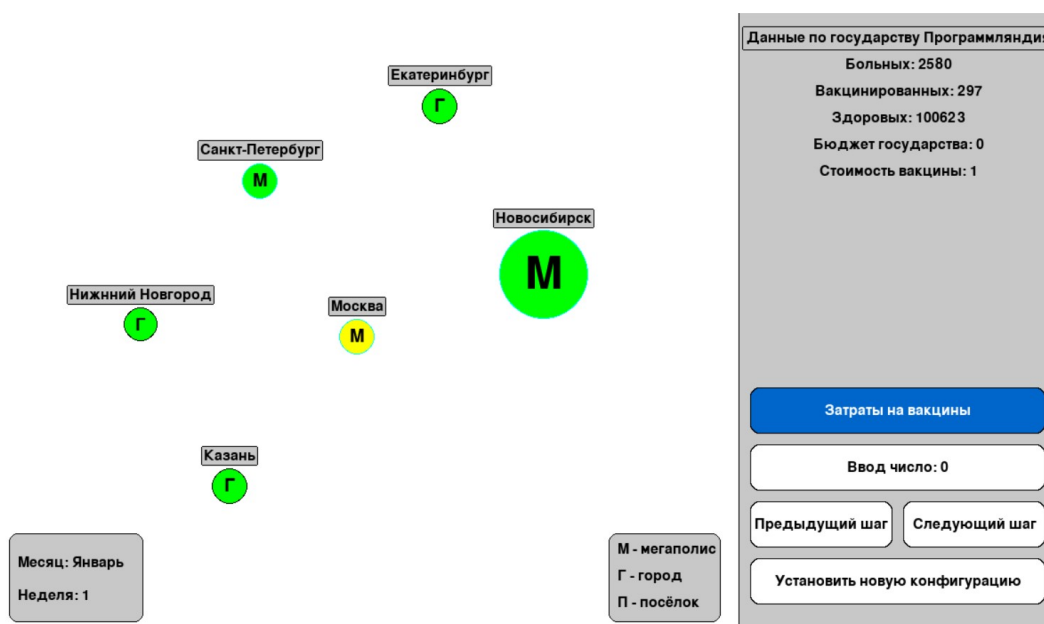 Екатеринбург
Г
Санкт-Петербург
М
Новосибирск
М
Нижнний Новгород
Г
Москва
М
Казань
Г
Месяц: Январь
Неделя: 1
М - мегаполис
Г - город
П - посёлок
Данные по государству Программляндия
Больных: 2580
Вакцинированных: 297
Здоровых: 100623
Бюджет государства: 0
Стоимость вакцины: 1
Затраты на вакцины
Ввод число: 0
Предыдущий шаг
Следующий шаг
Установить новую конфигурацию